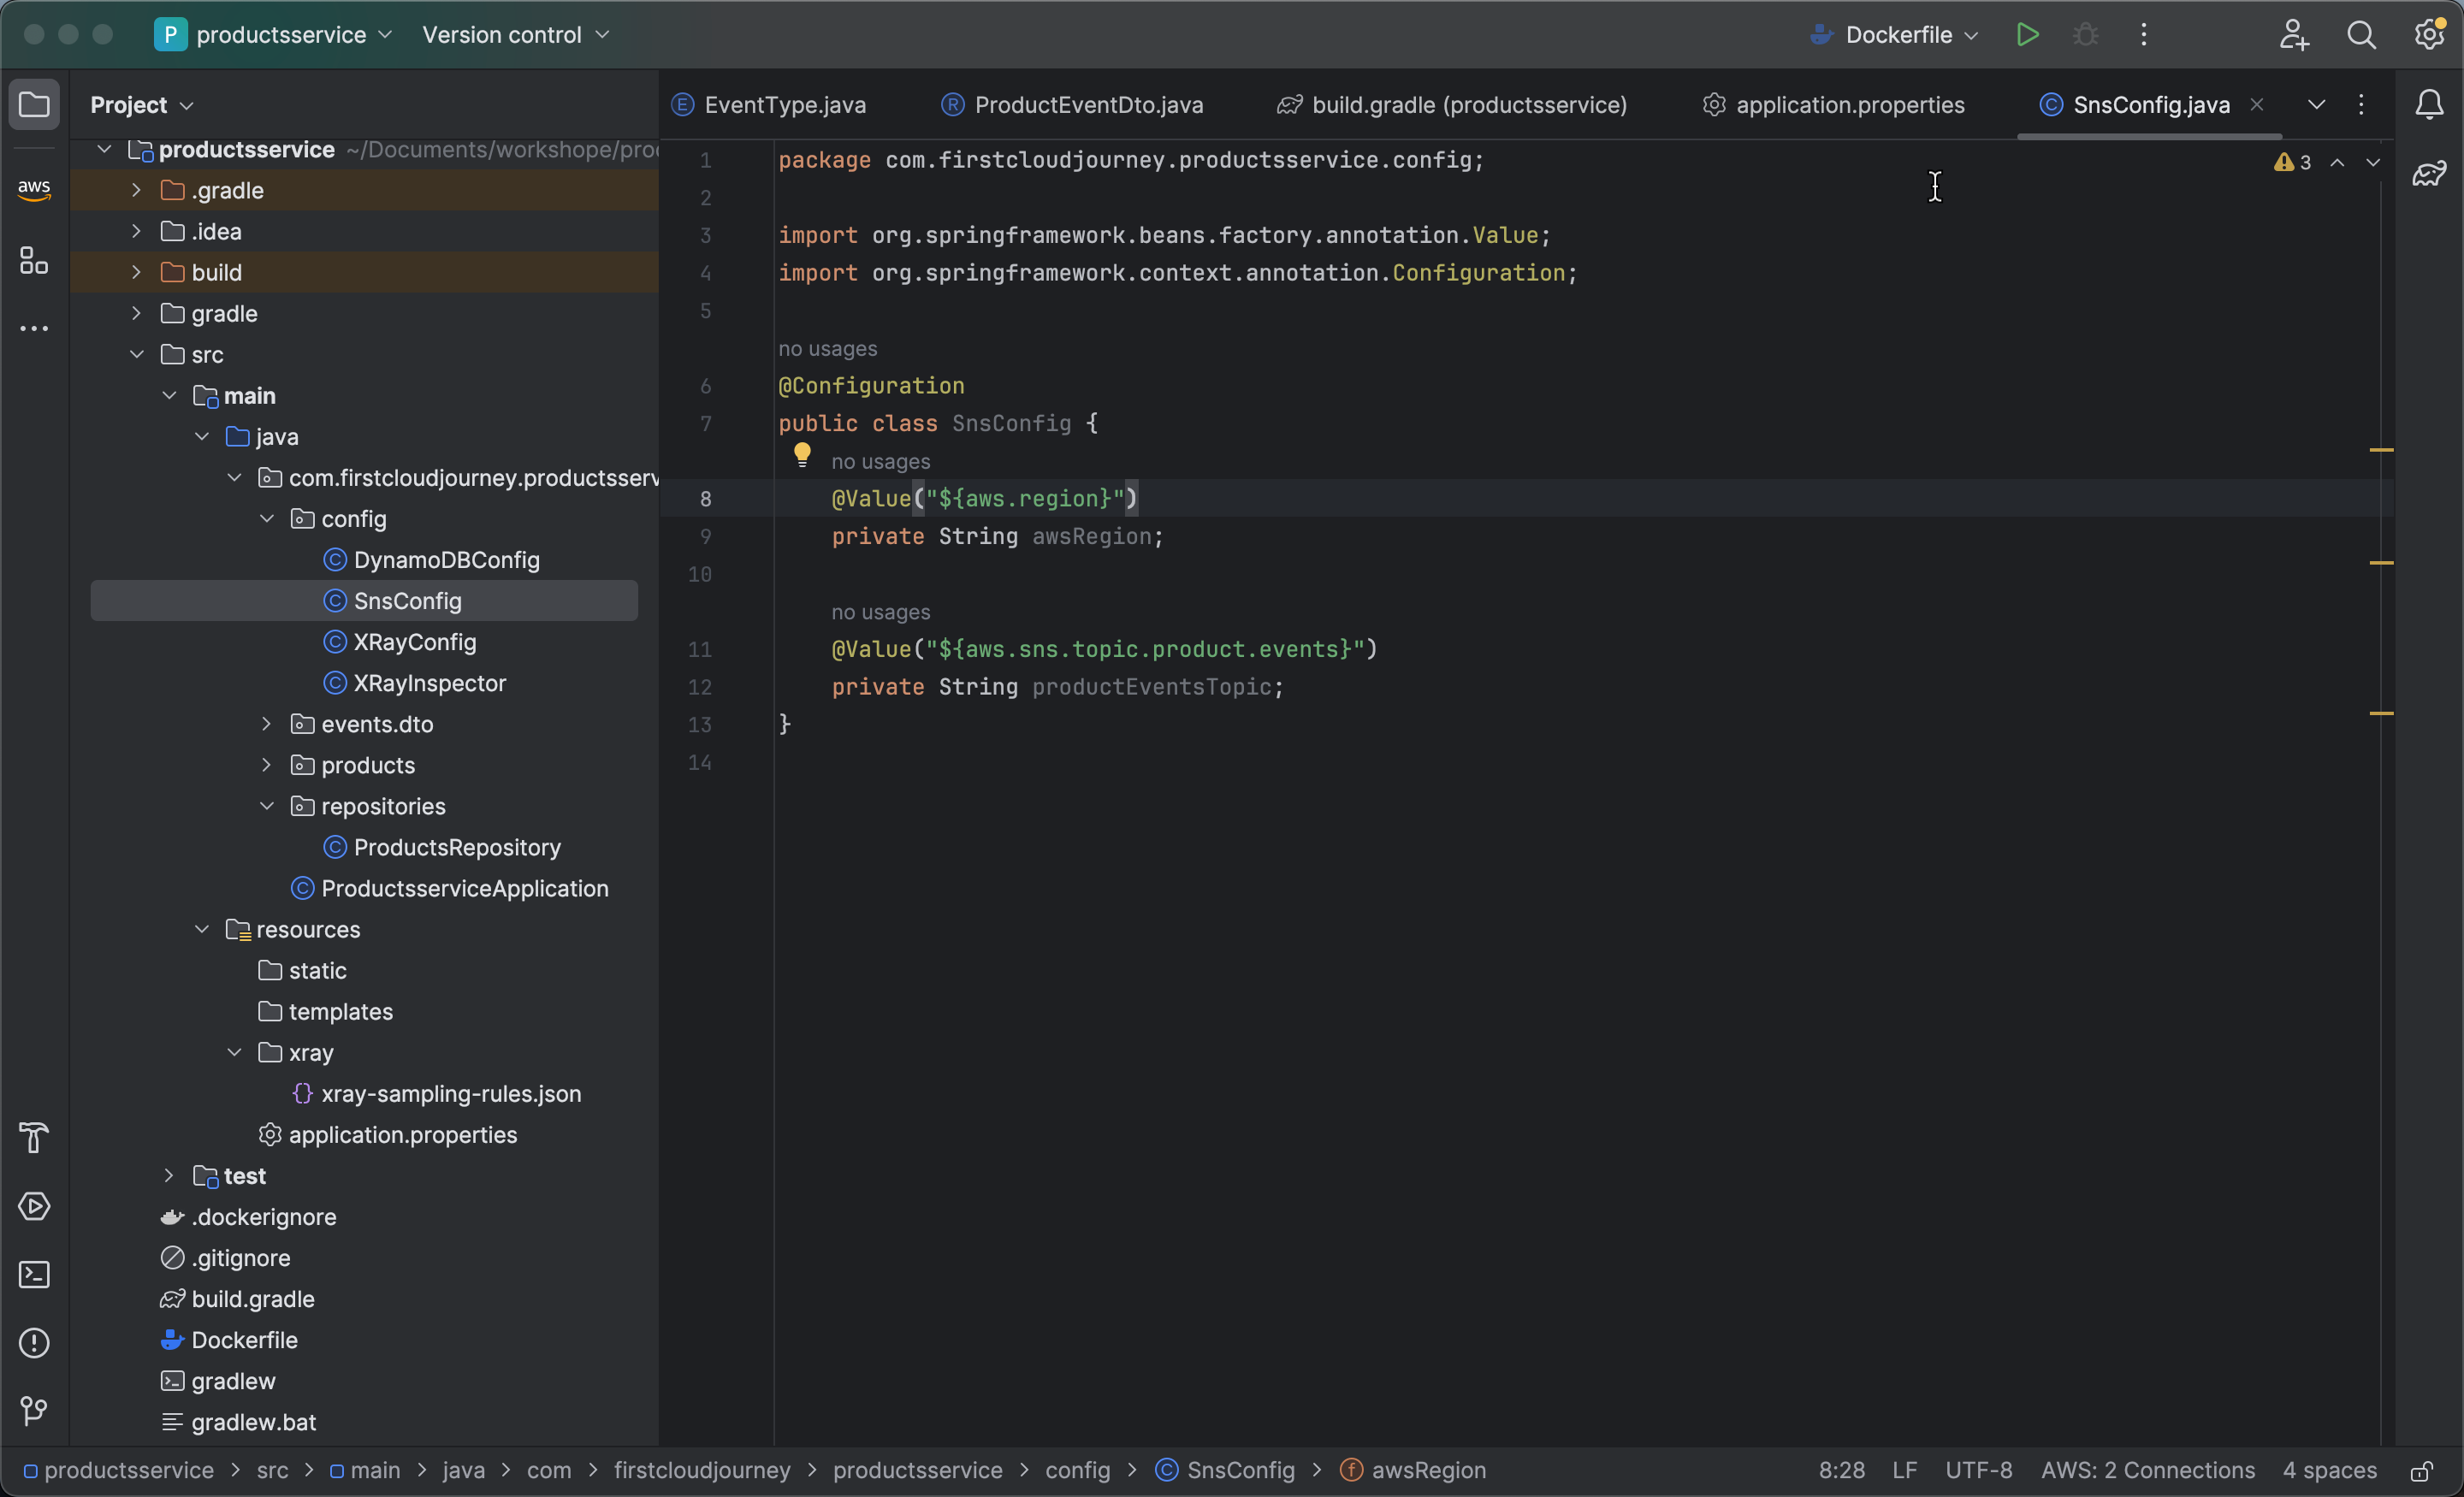 P productsservice Version control Dockerfile
Project
EventType.java ProductEventDto.java build.gradle (productsservice) application.properties SnsConfig.java
aws
productsservice ~/Documents/workshope/pro
.gradle
.idea
build
gradle
src
main
java
com.firstcloudjourney.productsserv
config
DynamoDBConfig
SnsConfig
XRayConfig
XRayInspector
events.dto
products
repositories
ProductsRepository
ProductsserviceApplication
resources
static
templates
xray
{} xray-sampling-rules.json
application.properties
test
.dockerignore
.gitignore
build.gradle
Dockerfile
gradlew
gradlew.bat
3
1 package com.firstcloudjourney.productsservice.config;
2
3 import org.springframework.beans.factory.annotation.Value;
4 import org.springframework.context.annotation.Configuration;
5
no usages
6 @Configuration
7 public class SnsConfig {
no usages
8 @Value("${aws.region}")
9 private String awsRegion;
10
no usages
11 @Value("${aws.sns.topic.product.events}")
12 private String productEventsTopic;
13 }
14
productsservice > src > main > java > com > firstcloudjourney > productsservice > config > SnsConfig > awsRegion
8:28 LF UTF-8 AWS: 2 Connections 4 spaces